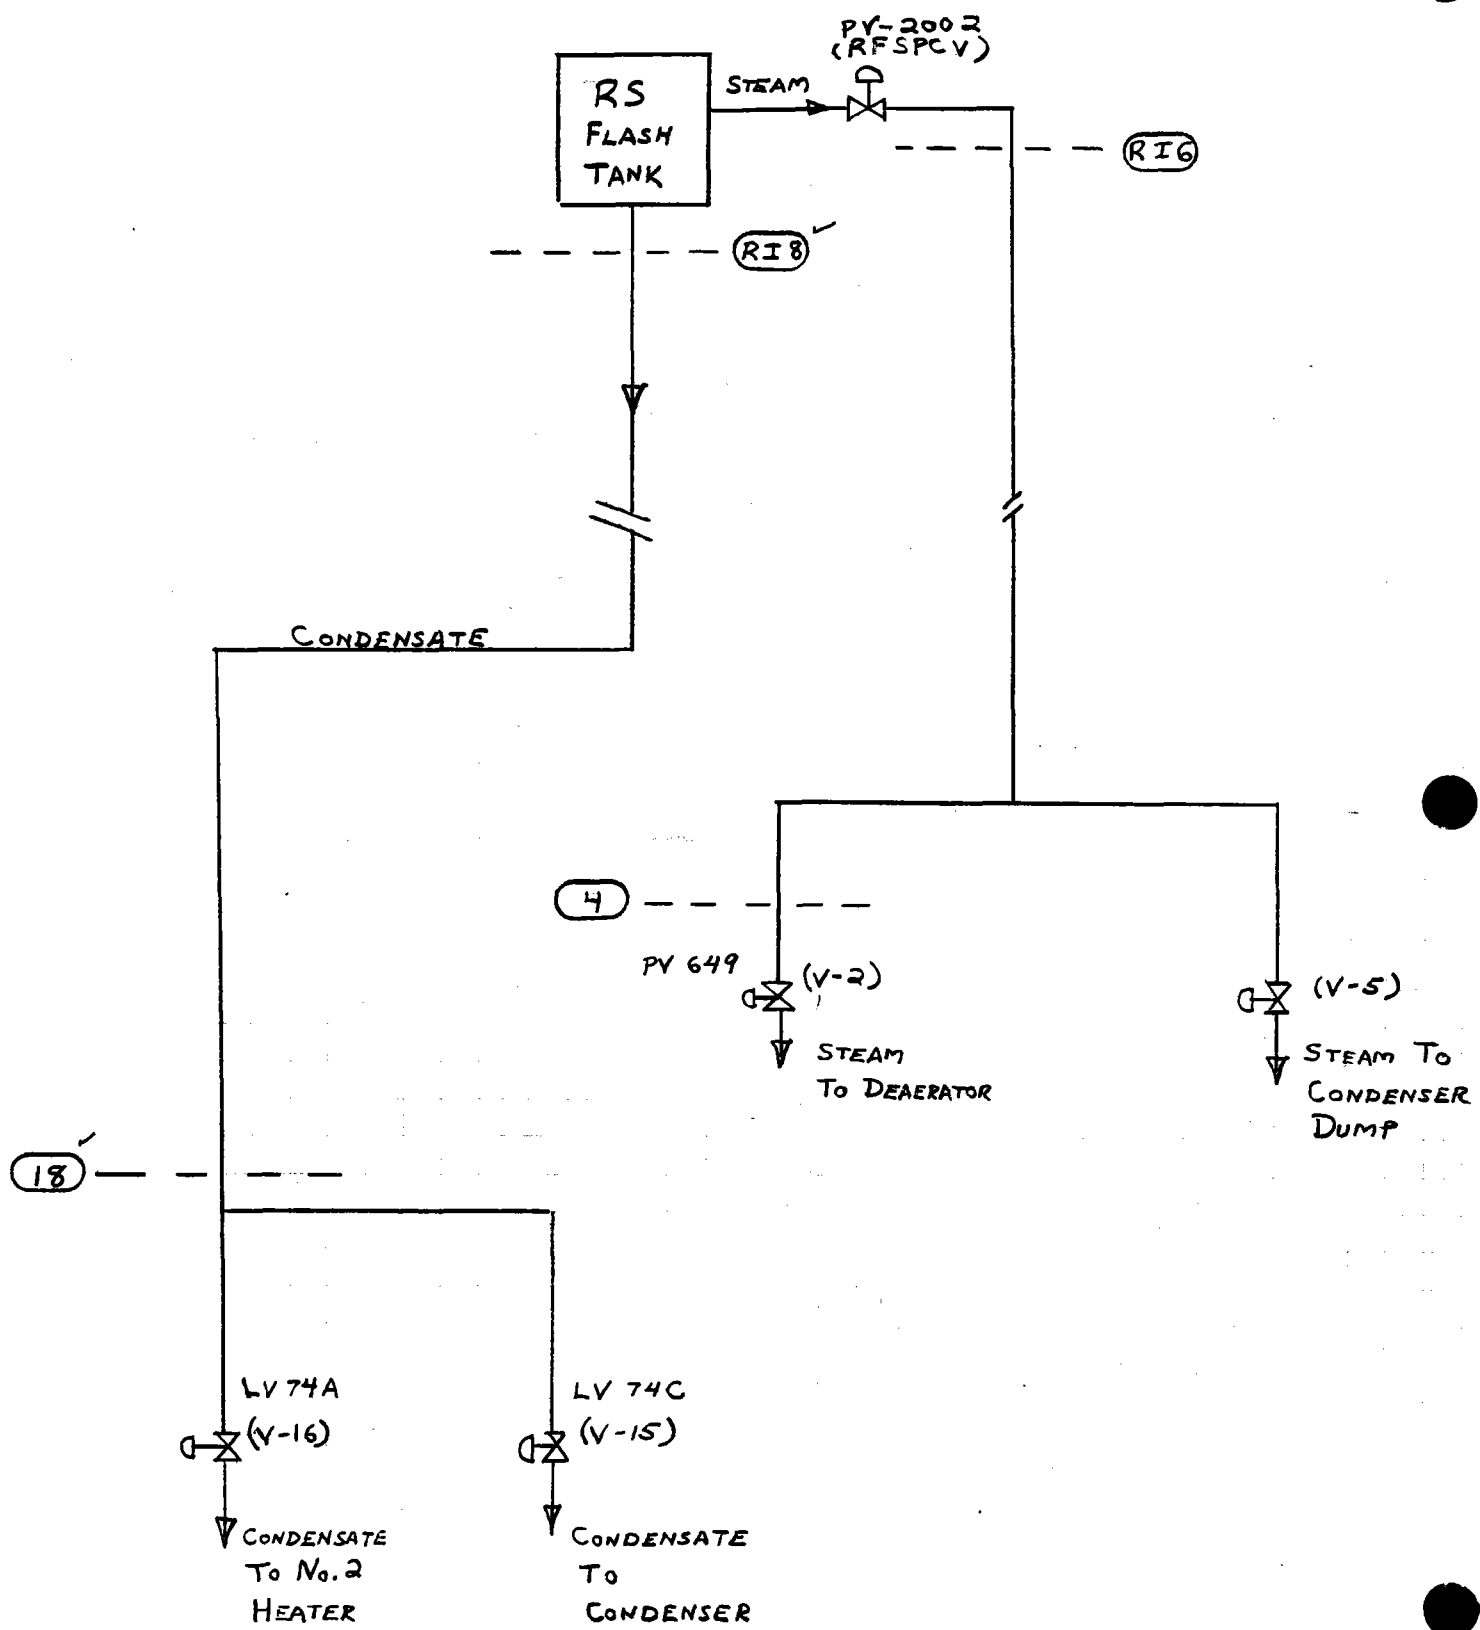 PV-2002
(RFSPCV)
RS
FLASH
TANK
STEAM
RI6
RI8
CONDENSATE
4
PV 649
(V-2)
(V-5)
STEAM
TO DEAERATOR
STEAM TO
CONDENSER
DUMP
18
LV 74A
(V-16)
LV 74C
(V-15)
CONDENSATE
TO No. 2
HEATER
CONDENSATE
TO
CONDENSER